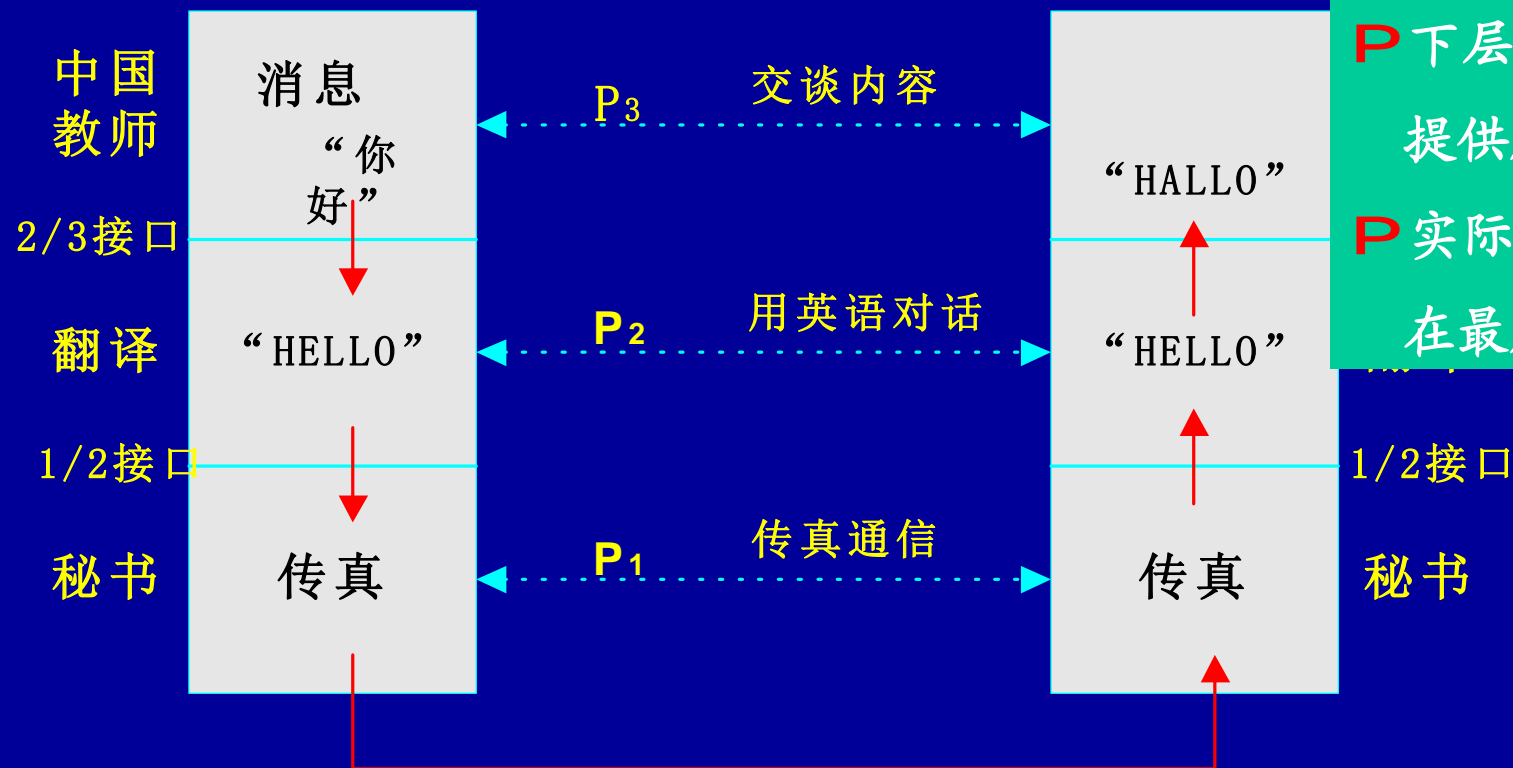 中国
教师
消息
“你
好”
P3
交谈内容
“HALLO”
P下层
提供
P实际
在最
2/3接口
翻译
“HELLO”
P2
用英语对话
“HELLO”
1/2接口
1/2接口
秘书
传真
P1
传真通信
传真
秘书